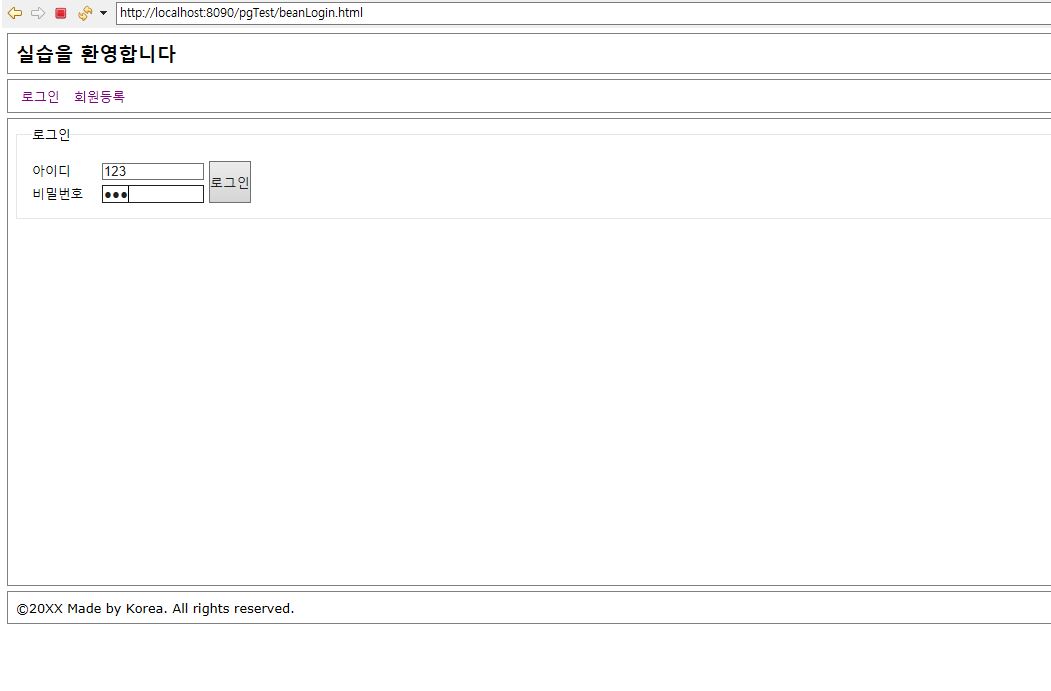 http://localhost:8090/pgTest/beanLogin.html
실습을 환영합니다
로그인 회원등록
로그인
아이디 123
로그인
비밀번호 ●●●
©20XX Made by Korea. All rights reserved.